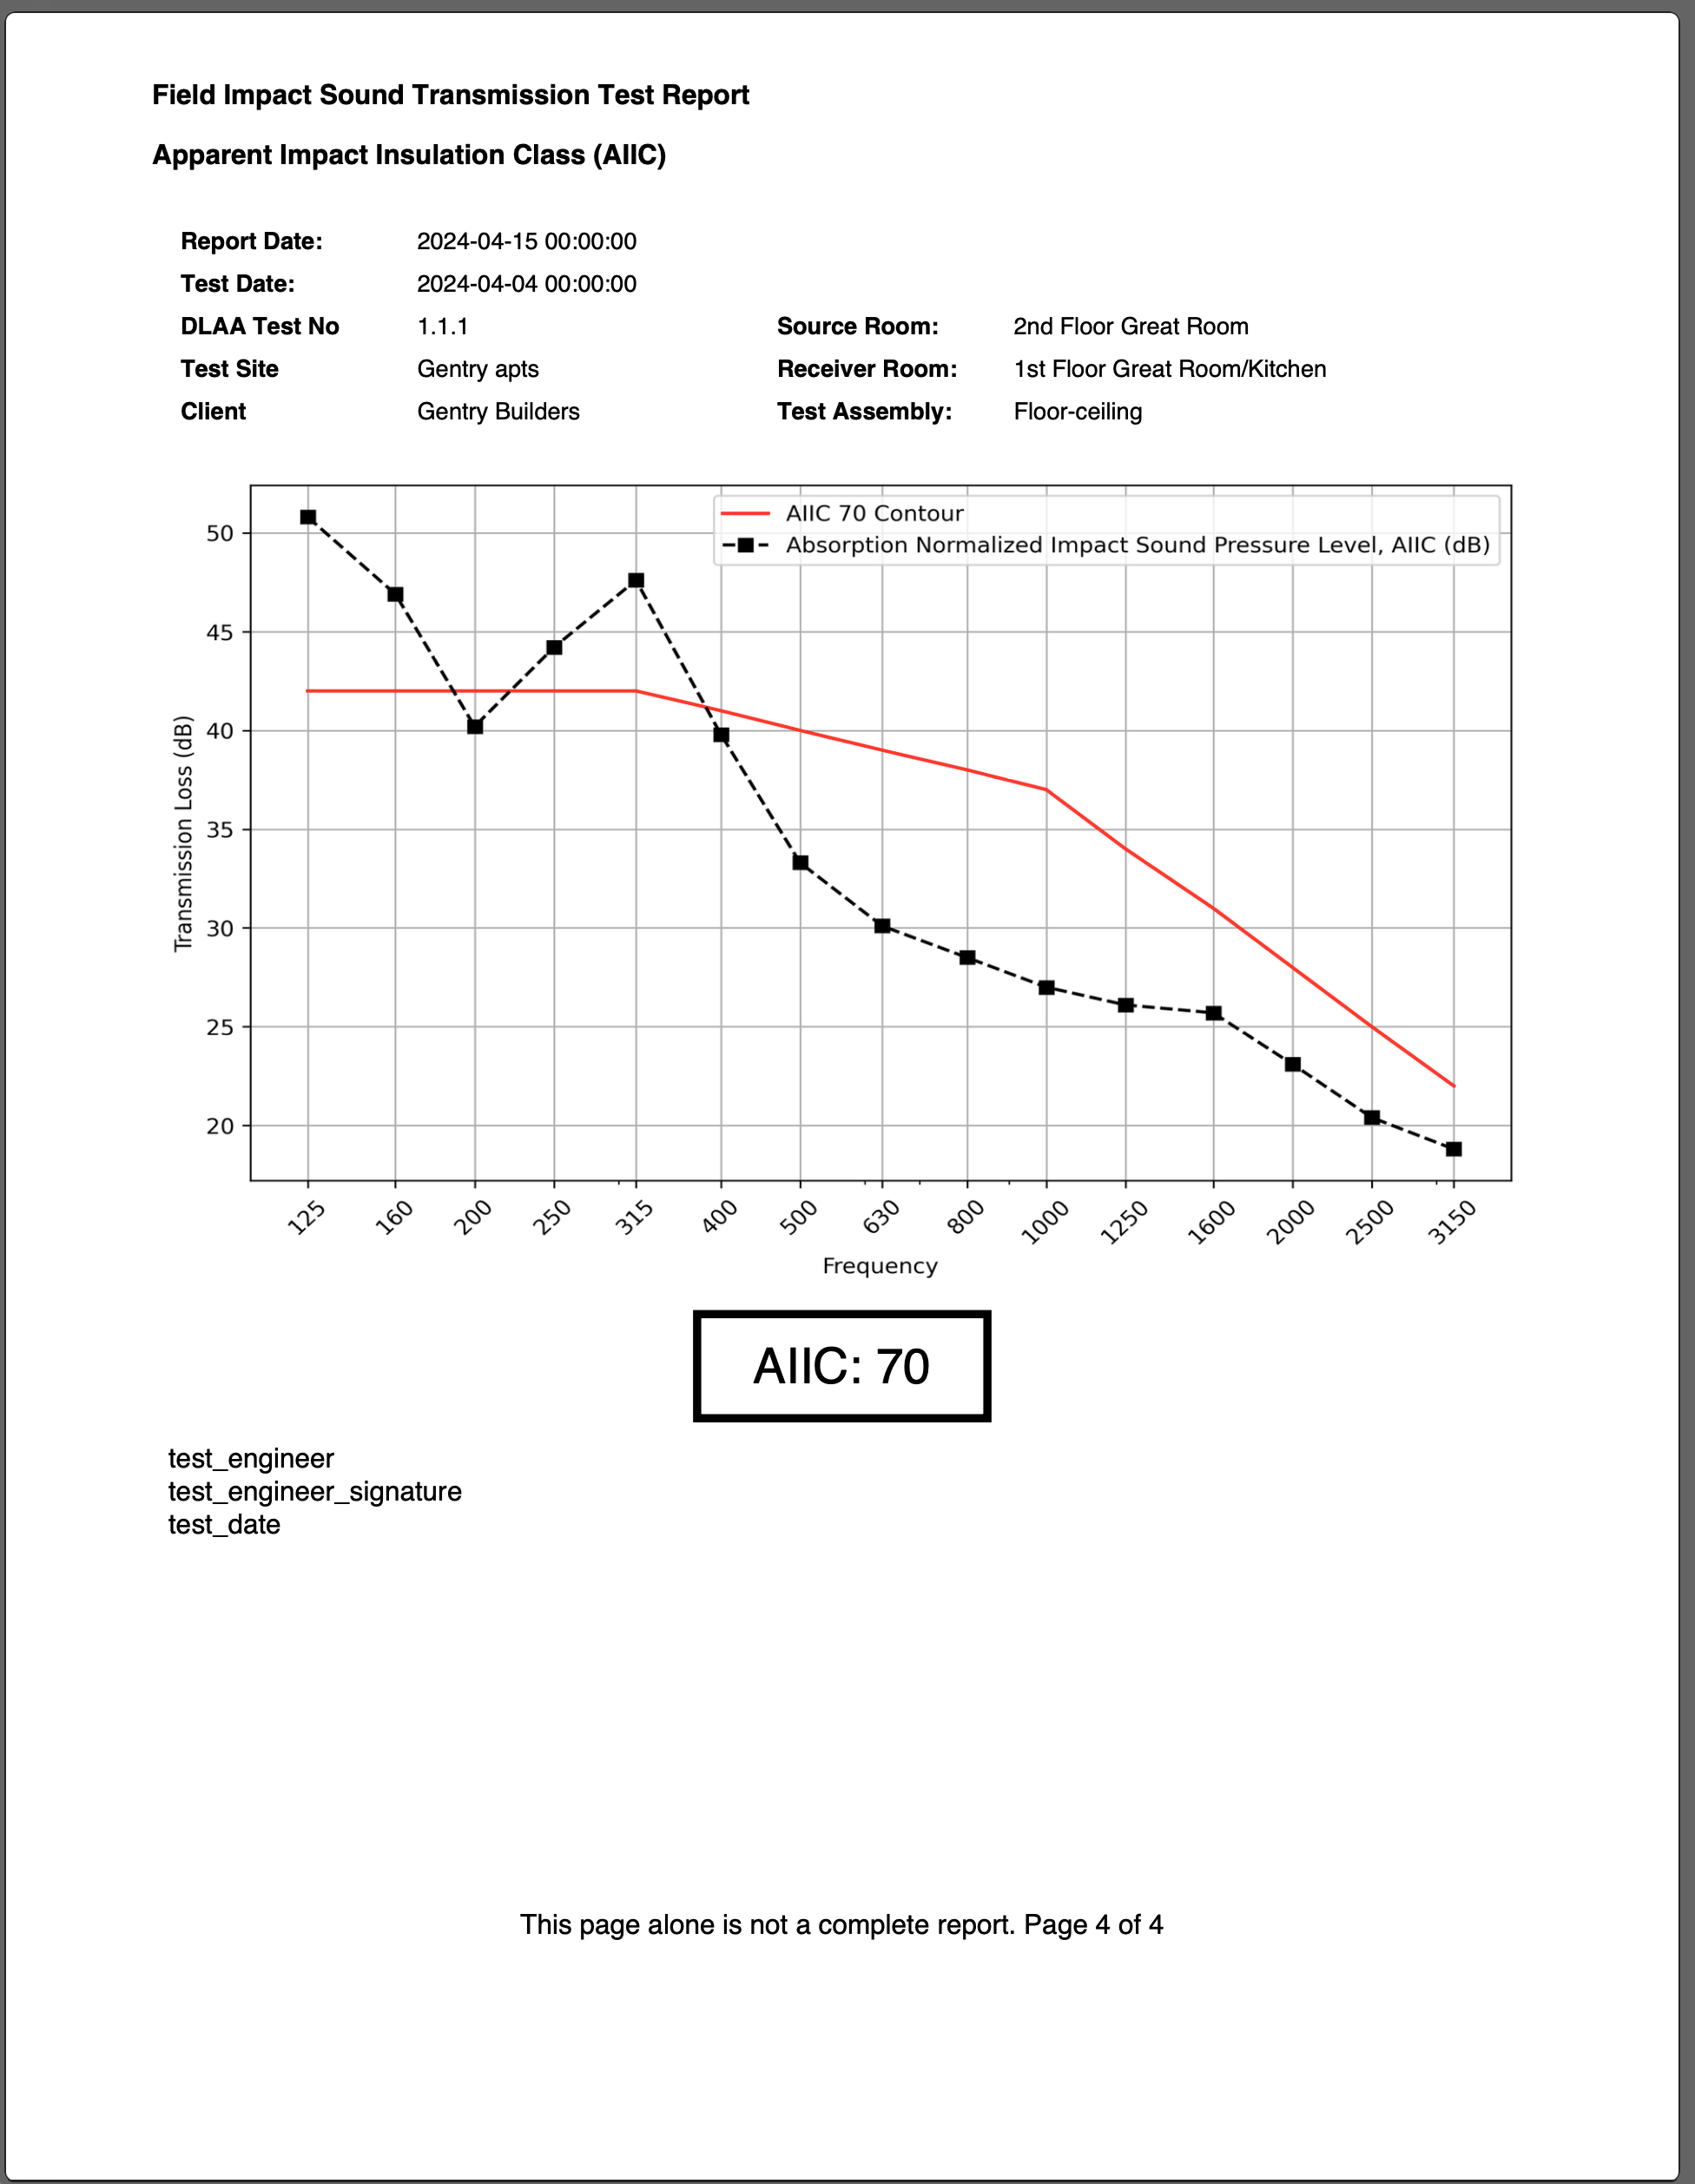 Field Impact Sound Transmission Test Report
Apparent Impact Insulation Class (AIIC)
Report Date: 2024-04-15 00:00:00
Test Date: 2024-04-04 00:00:00
DLAA Test No 1.1.1 Source Room: 2nd Floor Great Room
Test Site Gentry apts Receiver Room: 1st Floor Great Room/Kitchen
Client Gentry Builders Test Assembly: Floor-ceiling
AIIC 70 Contour
Absorption Normalized Impact Sound Pressure Level, AIIC (dB)
Transmission Loss (dB)
50
45
40
35
30
25
20
125 160 200 250 315 400 500 630 800 1000 1250 1600 2000 2500 3150
Frequency
AIIC: 70
test_engineer
test_engineer_signature
test_date
This page alone is not a complete report. Page 4 of 4